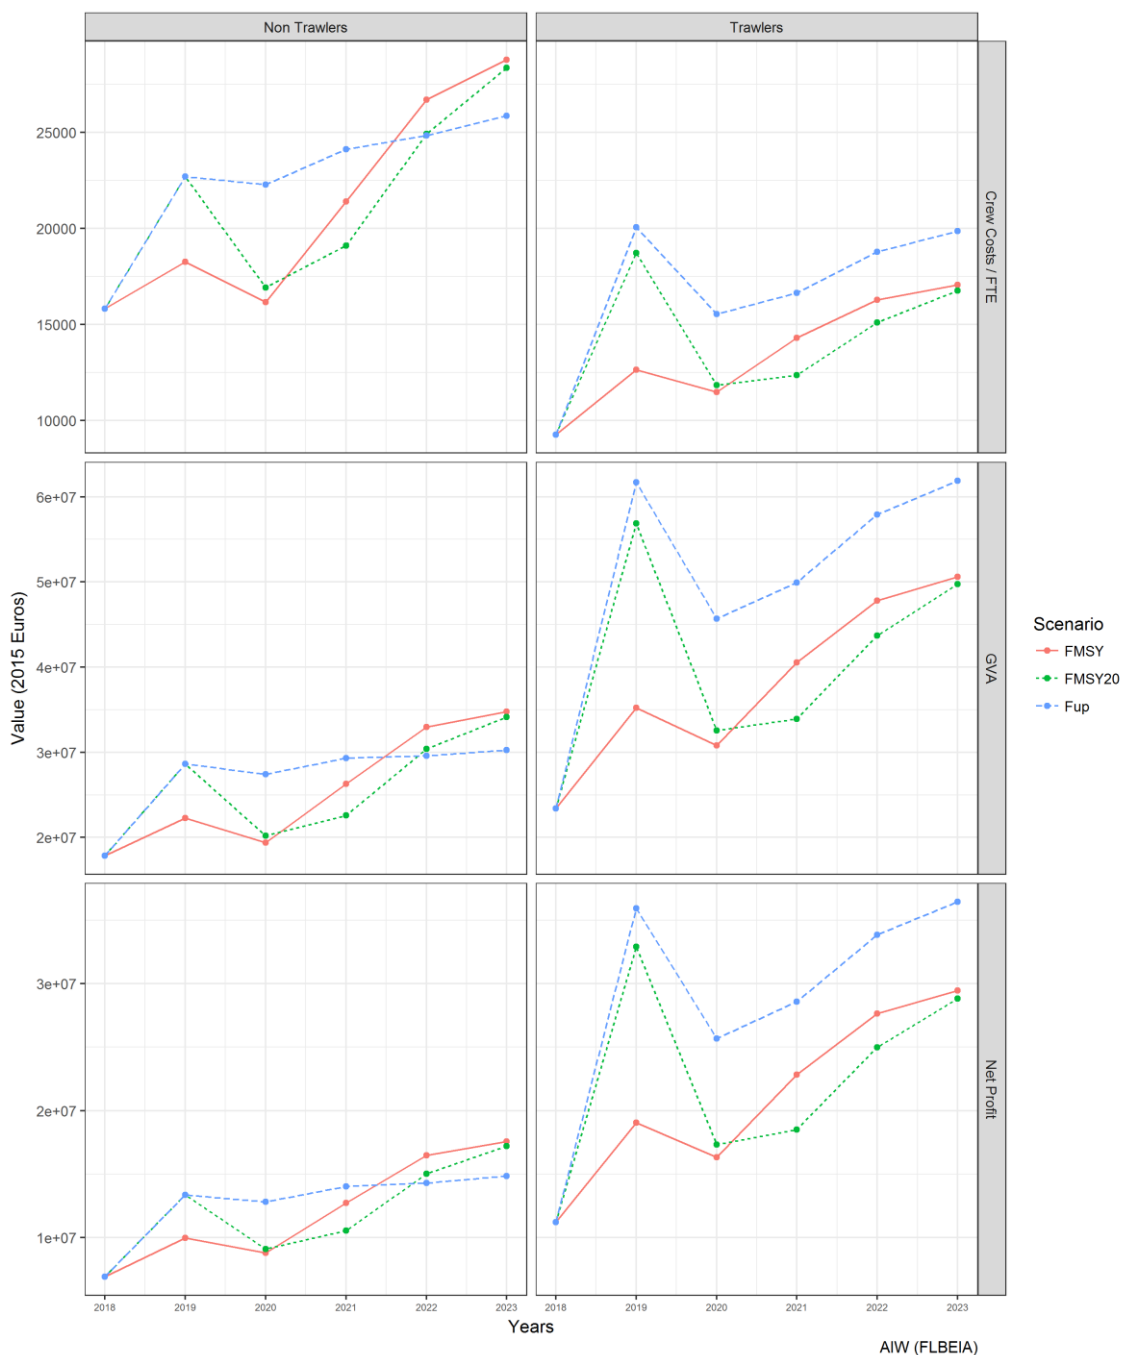 Non Trawlers
Trawlers
25000
20000
15000
10000
Crew Costs / FTE
6e+07
5e+07
4e+07
3e+07
2e+07
GVA
Value (2015 Euros)
Scenario
FMSY
FMSY20
Fup
3e+07
2e+07
1e+07
Net Profit
2018 2019 2020 2021 2022 2023 2018 2019 2020 2021 2022 2023
Years
AIW (FLBEIA)